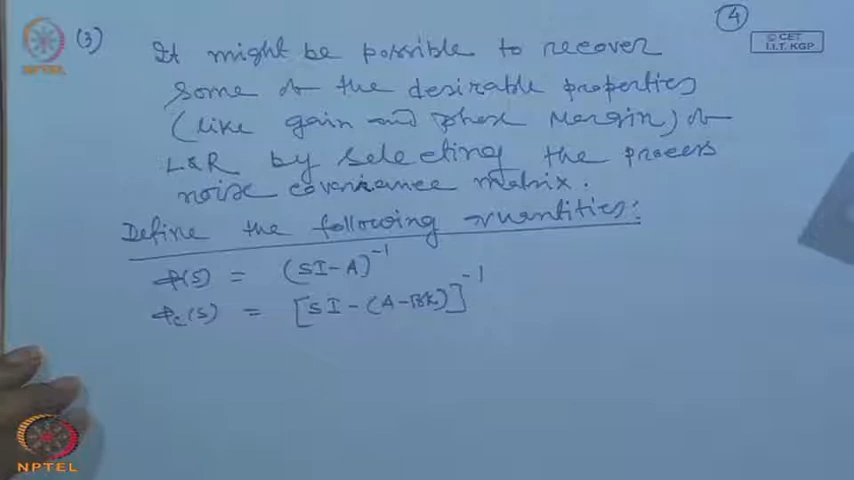 (3)
4
© CET
I.I.T. KGP
NPTEL
It might be possible to recover
some of the desirable properties
(like gain and phase Margin) of
LQR by selecting the process
noise covariance matrix.
Define the following quantities:
Φ(s) = (SI-A)⁻¹
Φc(s) = [SI-(A-BK)]⁻¹
NPTEL